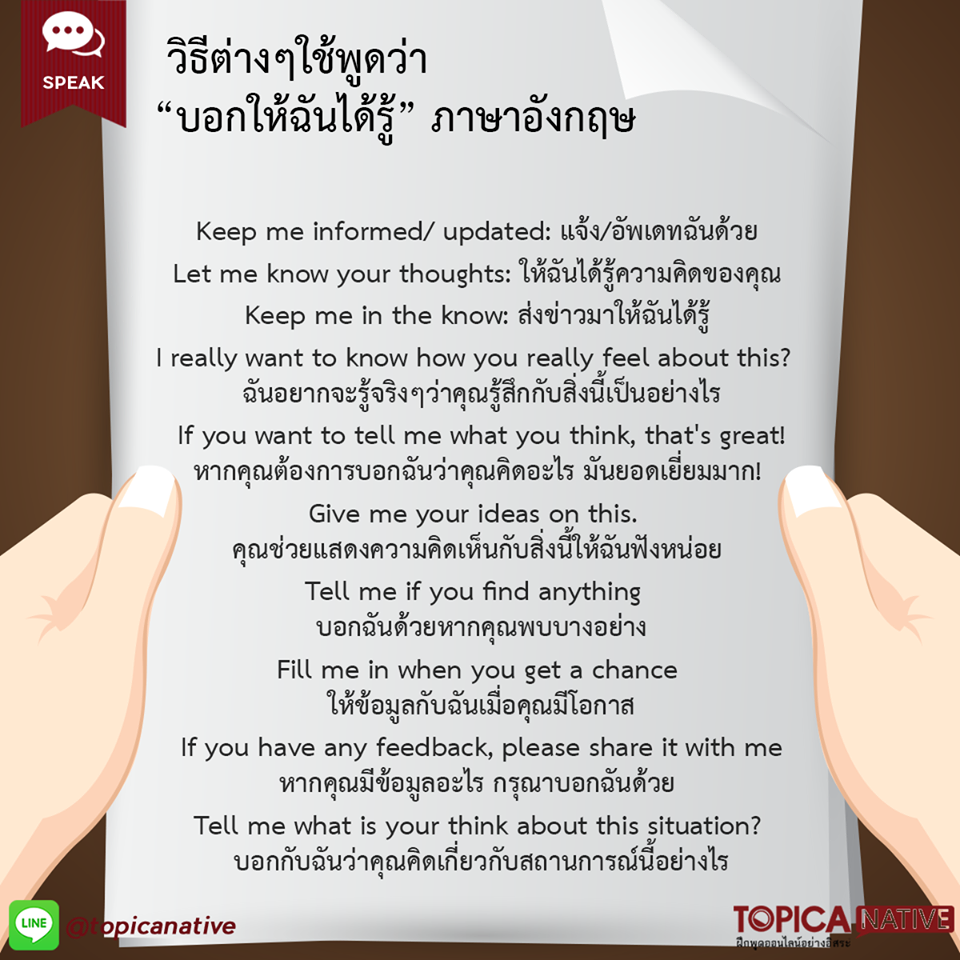 SPEAK
วิธีต่างๆใช้พูดว่า
“บอกให้ฉันได้รู้” ภาษาอังกฤษ
Keep me informed/ updated: แจ้ง/อัพเดทฉันด้วย
Let me know your thoughts: ให้ฉันได้รู้ความคิดของคุณ
Keep me in the know: ส่งข่าวมาให้ฉันได้รู้
I really want to know how you really feel about this?
ฉันอยากจะรู้จริงๆว่าคุณรู้สึกกับสิ่งนี้เป็นอย่างไร
If you want to tell me what you think, that's great!
หากคุณต้องการบอกฉันว่าคุณคิดอะไร มันยอดเยี่ยมมาก!
Give me your ideas on this.
คุณช่วยแสดงความคิดเห็นกับสิ่งนี้ให้ฉันฟังหน่อย
Tell me if you find anything
บอกฉันด้วยหากคุณพบบางอย่าง
Fill me in when you get a chance
ให้ข้อมูลกับฉันเมื่อคุณมีโอกาส
If you have any feedback, please share it with me
หากคุณมีข้อมูลอะไร กรุณาบอกฉันด้วย
Tell me what is your think about this situation?
บอกกับฉันว่าคุณคิดเกี่ยวกับสถานการณ์นี้อย่างไร
LINE @topicanative
TOPICA NATIVE
ฝึกพูดออนไลน์อย่างอิสระ